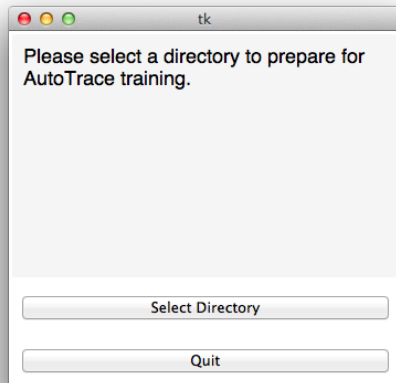 tk
Please select a directory to prepare for
AutoTrace training.
Select Directory
Quit